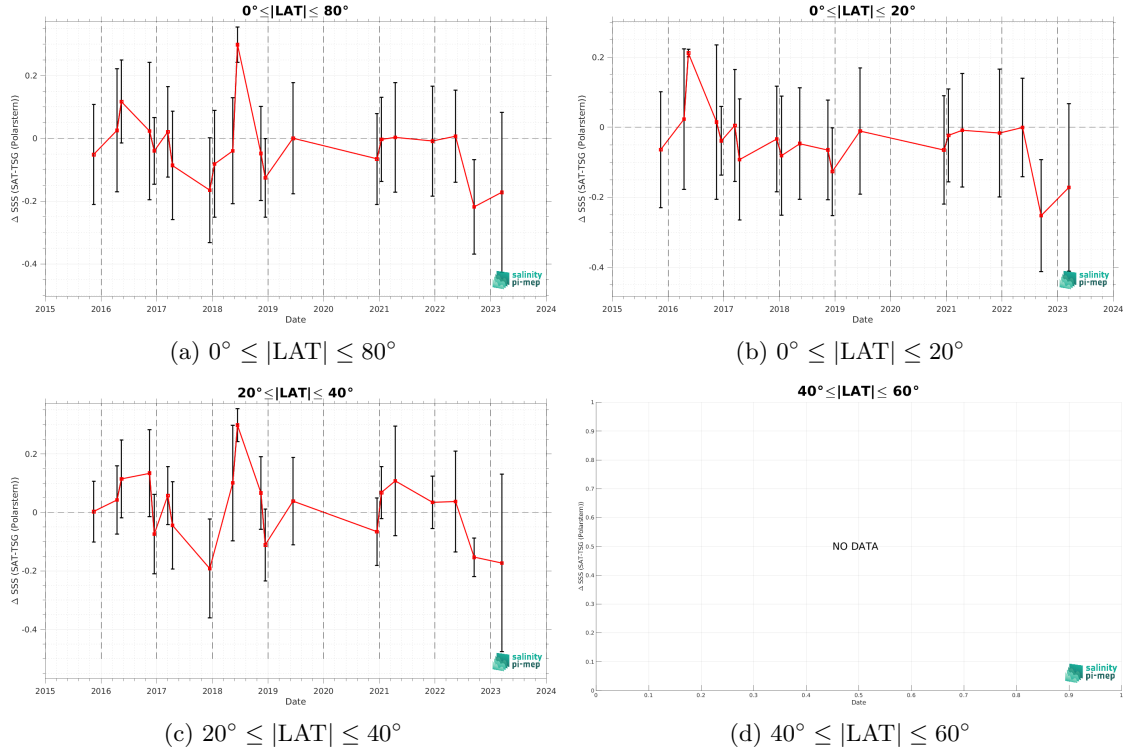 0°≤|LAT|≤ 80°
Δ SSS (SAT-TSG (Polarstern))
0.2
0
-0.2
-0.4
2015 2016 2017 2018 2019 2020 2021 2022 2023 2024
Date
salinity
pi-mep
(a) 0° ≤ |LAT| ≤ 80°
0°≤|LAT|≤ 20°
Δ SSS (SAT-TSG (Polarstern))
0.2
0
-0.2
-0.4
2015 2016 2017 2018 2019 2020 2021 2022 2023 2024
Date
salinity
pi-mep
(b) 0° ≤ |LAT| ≤ 20°
20°≤|LAT|≤ 40°
Δ SSS (SAT-TSG (Polarstern))
0.2
0
-0.2
-0.4
2015 2016 2017 2018 2019 2020 2021 2022 2023 2024
Date
salinity
pi-mep
(c) 20° ≤ |LAT| ≤ 40°
40°≤|LAT|≤ 60°
Δ SSS (SAT-TSG (Polarstern))
1
0.9
0.8
0.7
0.6
0.5
0.4
0.3
0.2
0.1
0
NO DATA
0 0.1 0.2 0.3 0.4 0.5 0.6 0.7 0.8 0.9 1
Date
salinity
pi-mep
(d) 40° ≤ |LAT| ≤ 60°